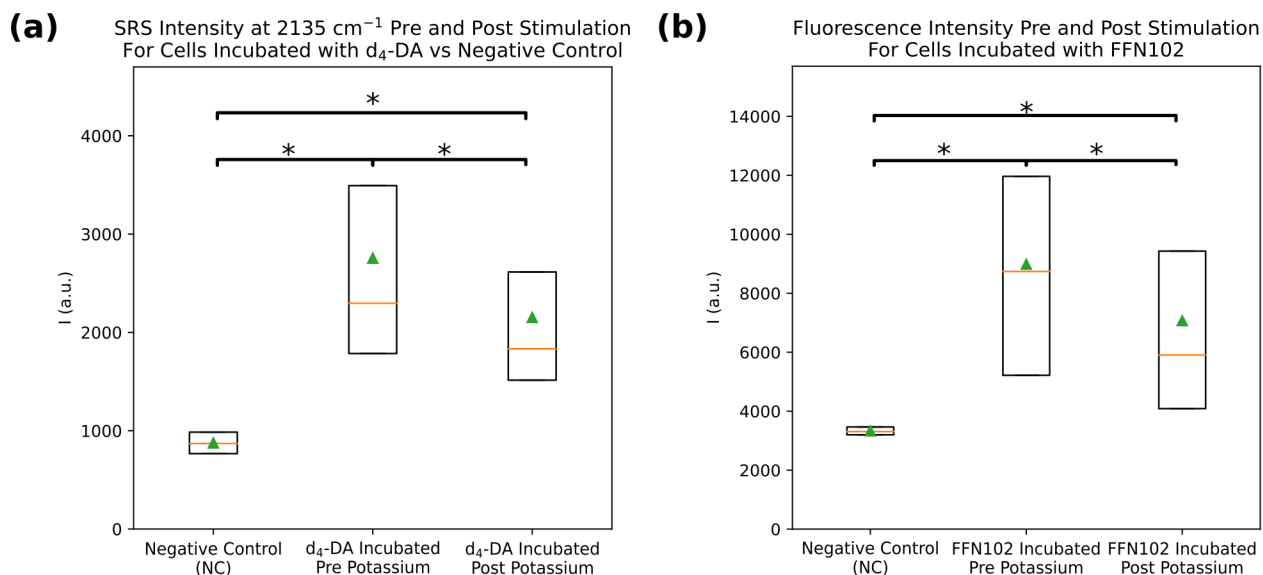 (a)
SRS Intensity at 2135 cm⁻¹ Pre and Post Stimulation
For Cells Incubated with d₄-DA vs Negative Control
I (a.u.)
4000
3000
2000
1000
0
*
*
*
Negative Control
(NC)
d₄-DA Incubated
Pre Potassium
d₄-DA Incubated
Post Potassium
(b)
Fluorescence Intensity Pre and Post Stimulation
For Cells Incubated with FFN102
I (a.u.)
14000
12000
10000
8000
6000
4000
2000
0
*
*
*
Negative Control
(NC)
FFN102 Incubated
Pre Potassium
FFN102 Incubated
Post Potassium